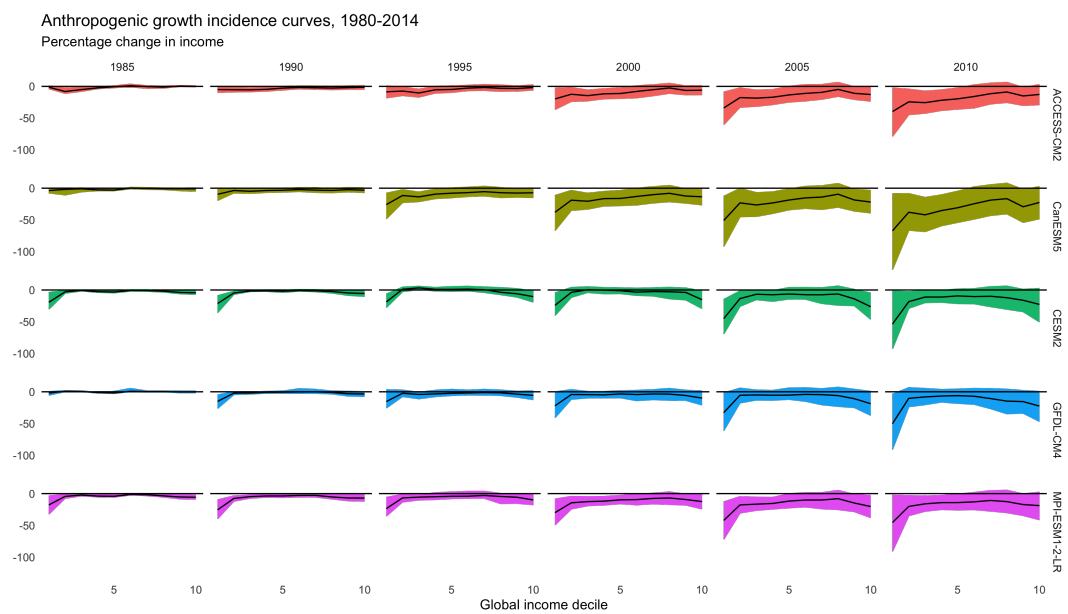 Anthropogenic growth incidence curves, 1980-2014
Percentage change in income
1985 1990 1995 2000 2005 2010
0
-50
-100
ACCESS-CM2
0
-50
-100
CanESM5
0
-50
-100
CESM2
0
-50
-100
GFDL-CM4
0
-50
-100
MPI-ESM1-2-LR
5 10 5 10 5 10 5 10 5 10 5 10
Global income decile